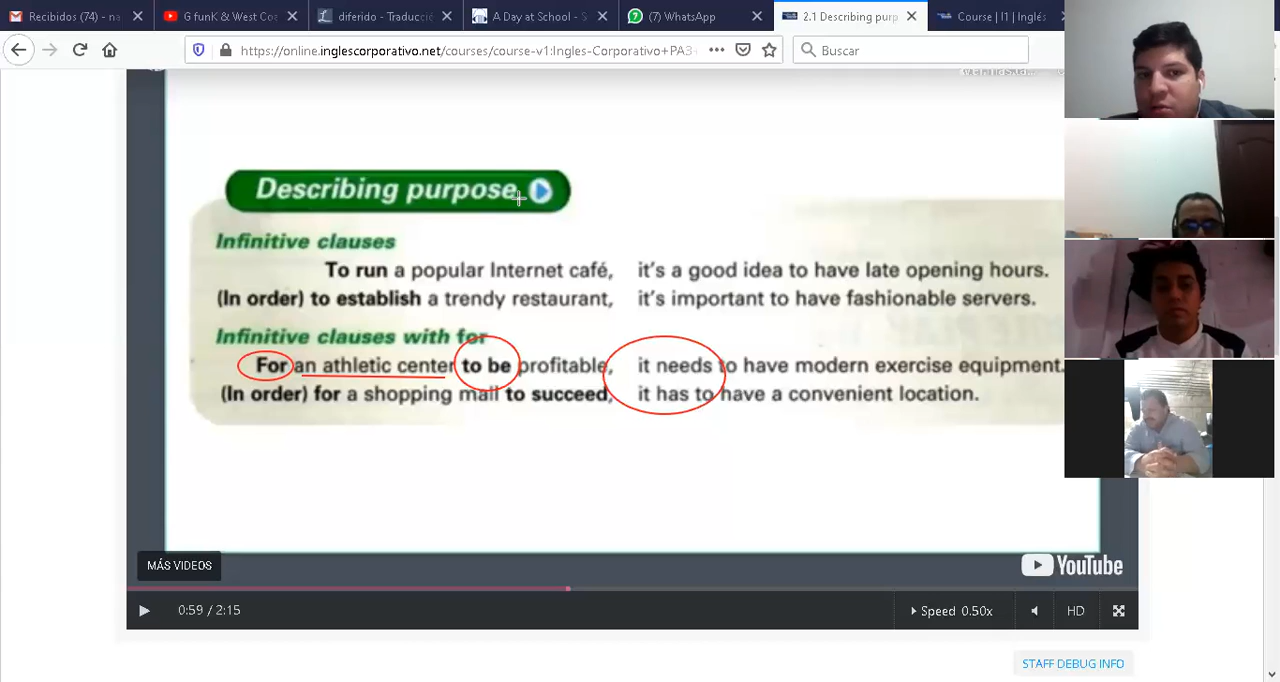 Recibidos (74) - na
G funK & West Coa
diferido - Traducci
A Day at School - S
(7) WhatsApp
2.1 Describing purp
Course | I1 | Inglés
https://online.inglescorporativo.net/courses/course-v1:Ingles-Corporativo+PA3
Buscar
Describing purpose
Infinitive clauses
To run a popular Internet café, it's a good idea to have late opening hours.
(In order) to establish a trendy restaurant, it's important to have fashionable servers.
Infinitive clauses with for
For an athletic center to be profitable, it needs to have modern exercise equipment.
(In order) for a shopping mall to succeed, it has to have a convenient location.
MÁS VIDEOS
YouTube
0:59 / 2:15
Speed 0.50x
HD
STAFF DEBUG INFO